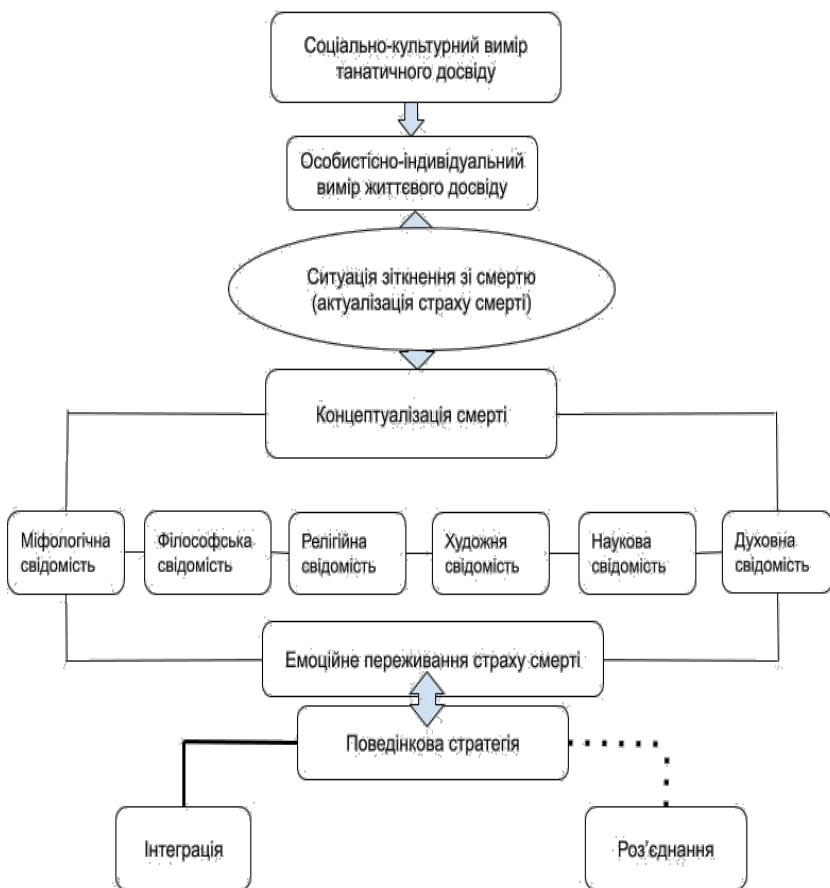 Соціально-культурний вимір
танатичного досвіду
Особистісно-індивідуальний
вимір життєвого досвіду
Ситуація зіткнення зі смертю
(актуалізація страху смерті)
Концептуалізація смерті
Міфологічна
свідомість
Філософська
свідомість
Релігійна
свідомість
Художня
свідомість
Наукова
свідомість
Духовна
свідомість
Емоційне переживання страху смерті
Поведінкова стратегія
Інтеграція
Роз’єднання